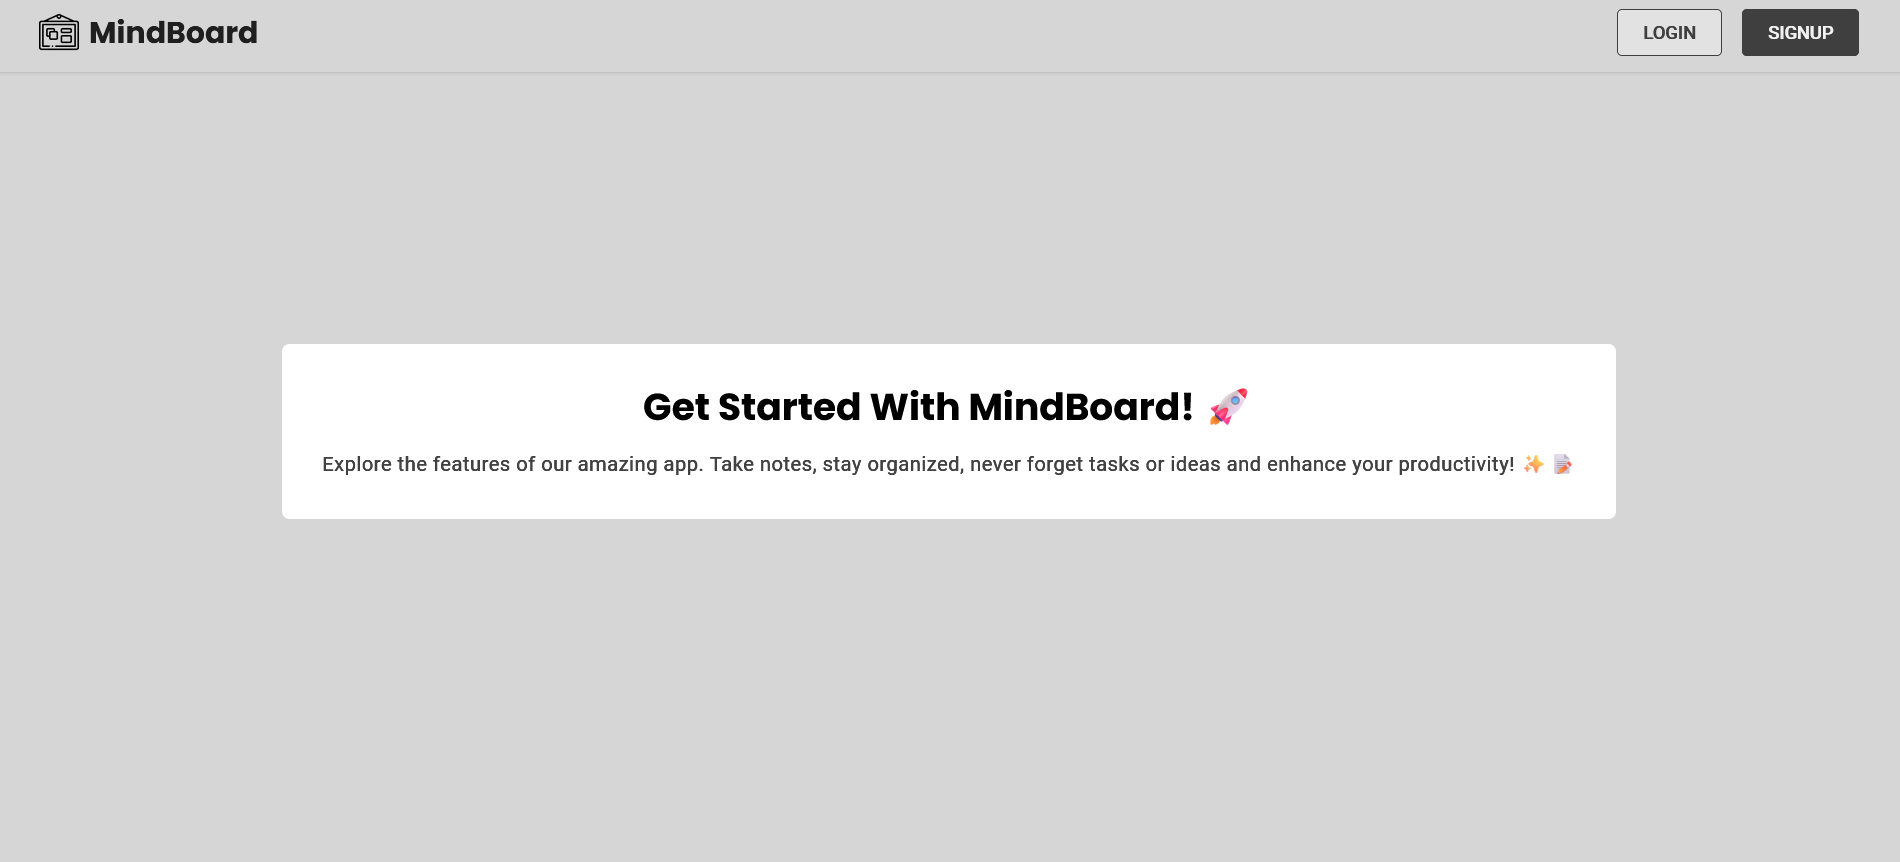 MindBoard
LOGIN
SIGNUP
Get Started With MindBoard! 🚀
Explore the features of our amazing app. Take notes, stay organized, never forget tasks or ideas and enhance your productivity! ✨ 📝